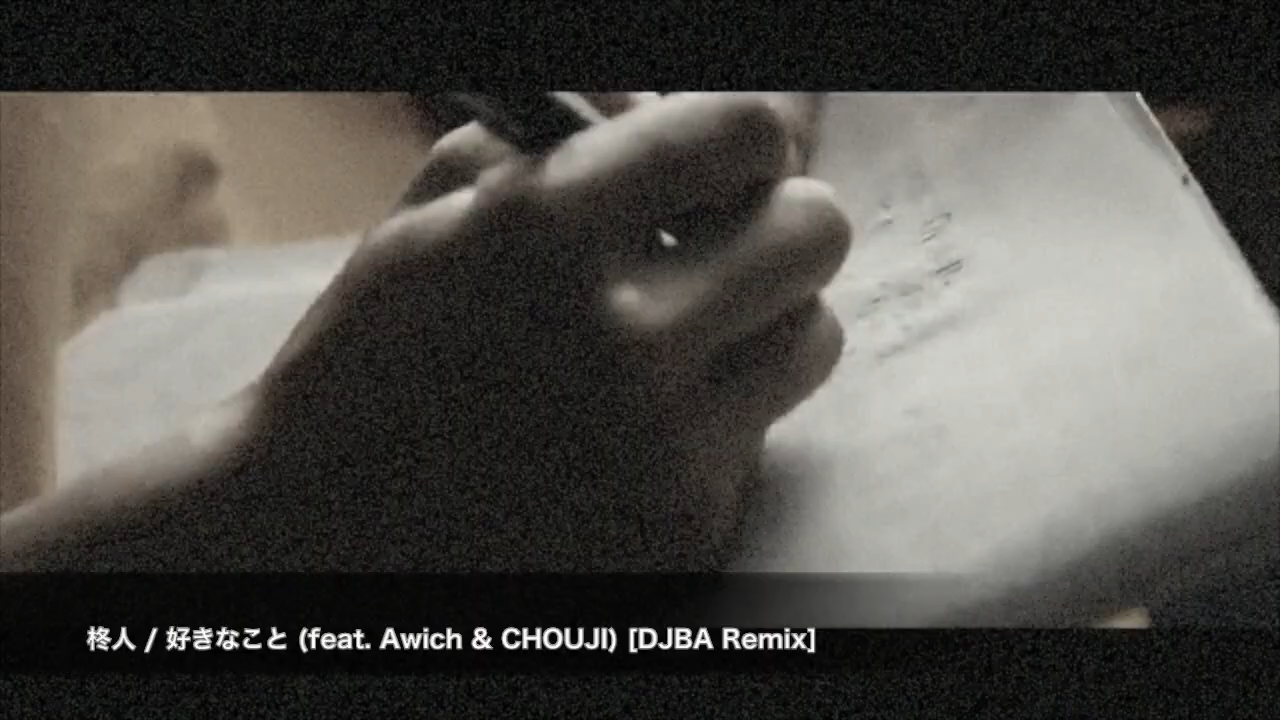 柊人 / 好きなこと (feat. Awich & CHOUJI) [DJBA Remix]